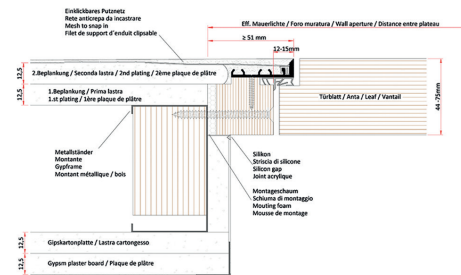 Einklickbares Putznetz
Rete anticrepa da incastrare
Mesh to snap in
Filet de support d'enduit clipsable
Eff. Mauerlichte / Foro muratura / Wall aperture / Distance entre plateau
≥ 51 mm
12-15mm
12,5
2.Beplankung / Seconda lastra / 2nd plating / 2ème plaque de plâtre
12,5
1.Beplankung / Prima lastra
1.st plating / 1ère plaque de plâtre
Türblatt / Anta / Leaf / Vantail
44 -75mm
Metallständer
Montante
Gypframe
Montant métallique / bois
Silikon
Striscia di silicone
Silicon gap
Joint acrylique
Montageschaum
Schiuma di montaggio
Mouting foam
Mousse de montage
12,5
Gipskartonplatte / Lastra cartongesso
12,5
Gypsm plaster board / Plaque de plâtre